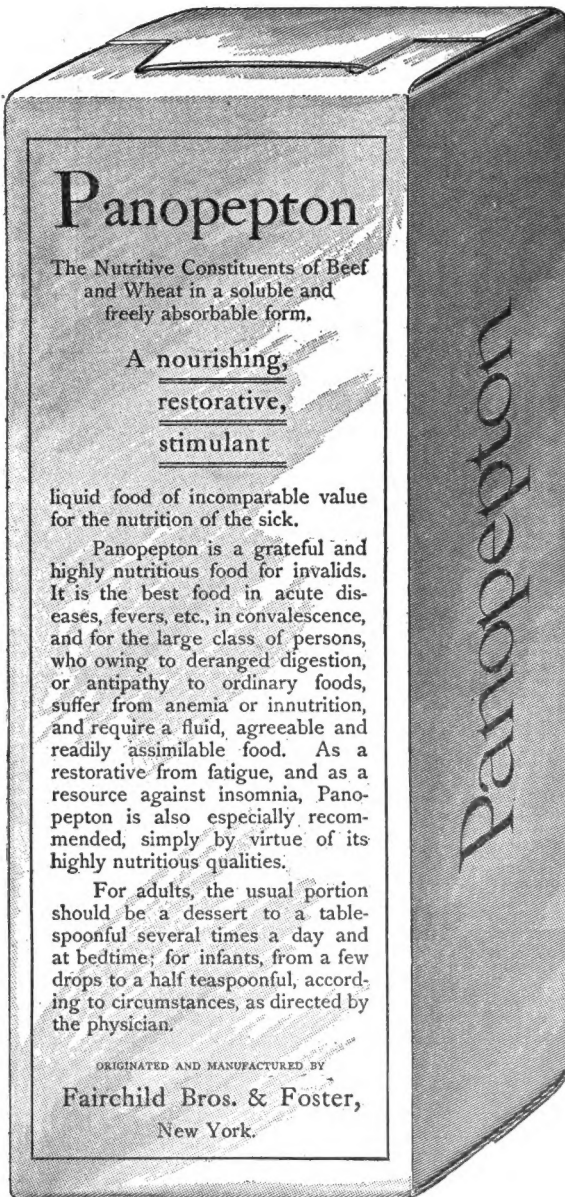 Panopepton
The Nutritive Constituents of Beef
and Wheat in a soluble and
freely absorbable form.
A nourishing,
restorative,
stimulant
liquid food of incomparable value
for the nutrition of the sick.
Panopepton is a grateful and
highly nutritious food for invalids.
It is the best food in acute dis-
eases, fevers, etc., in convalescence,
and for the large class of persons,
who owing to deranged digestion,
or antipathy to ordinary foods,
suffer from anemia or innutrition,
and require a fluid, agreeable and
readily assimilable food. As a
restorative from fatigue, and as a
resource against insomnia, Pano-
pepton is also especially recom-
mended, simply by virtue of its
highly nutritious qualities.
For adults, the usual portion
should be a dessert to a table-
spoonful several times a day and
at bedtime; for infants, from a few
drops to a half teaspoonful, accord-
ing to circumstances, as directed by
the physician.
ORIGINATED AND MANUFACTURED BY
Fairchild Bros. & Foster,
New York.
Panopepton